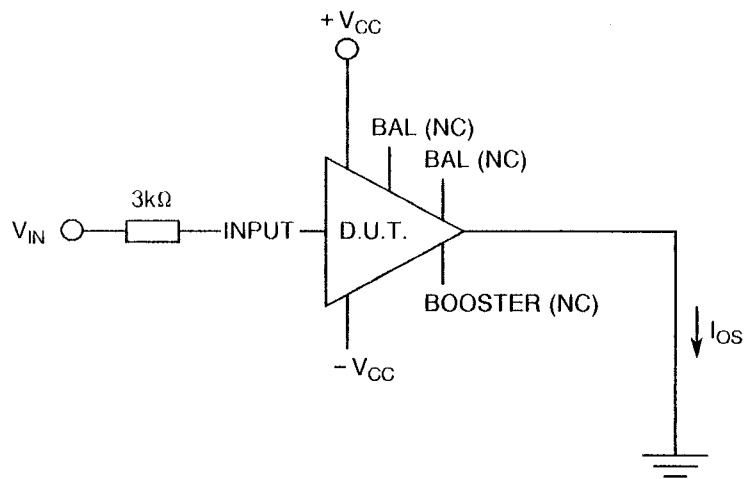 + VCC
BAL (NC)
BAL (NC)
3kΩ
VIN
INPUT
D.U.T.
BOOSTER (NC)
IOS
− VCC